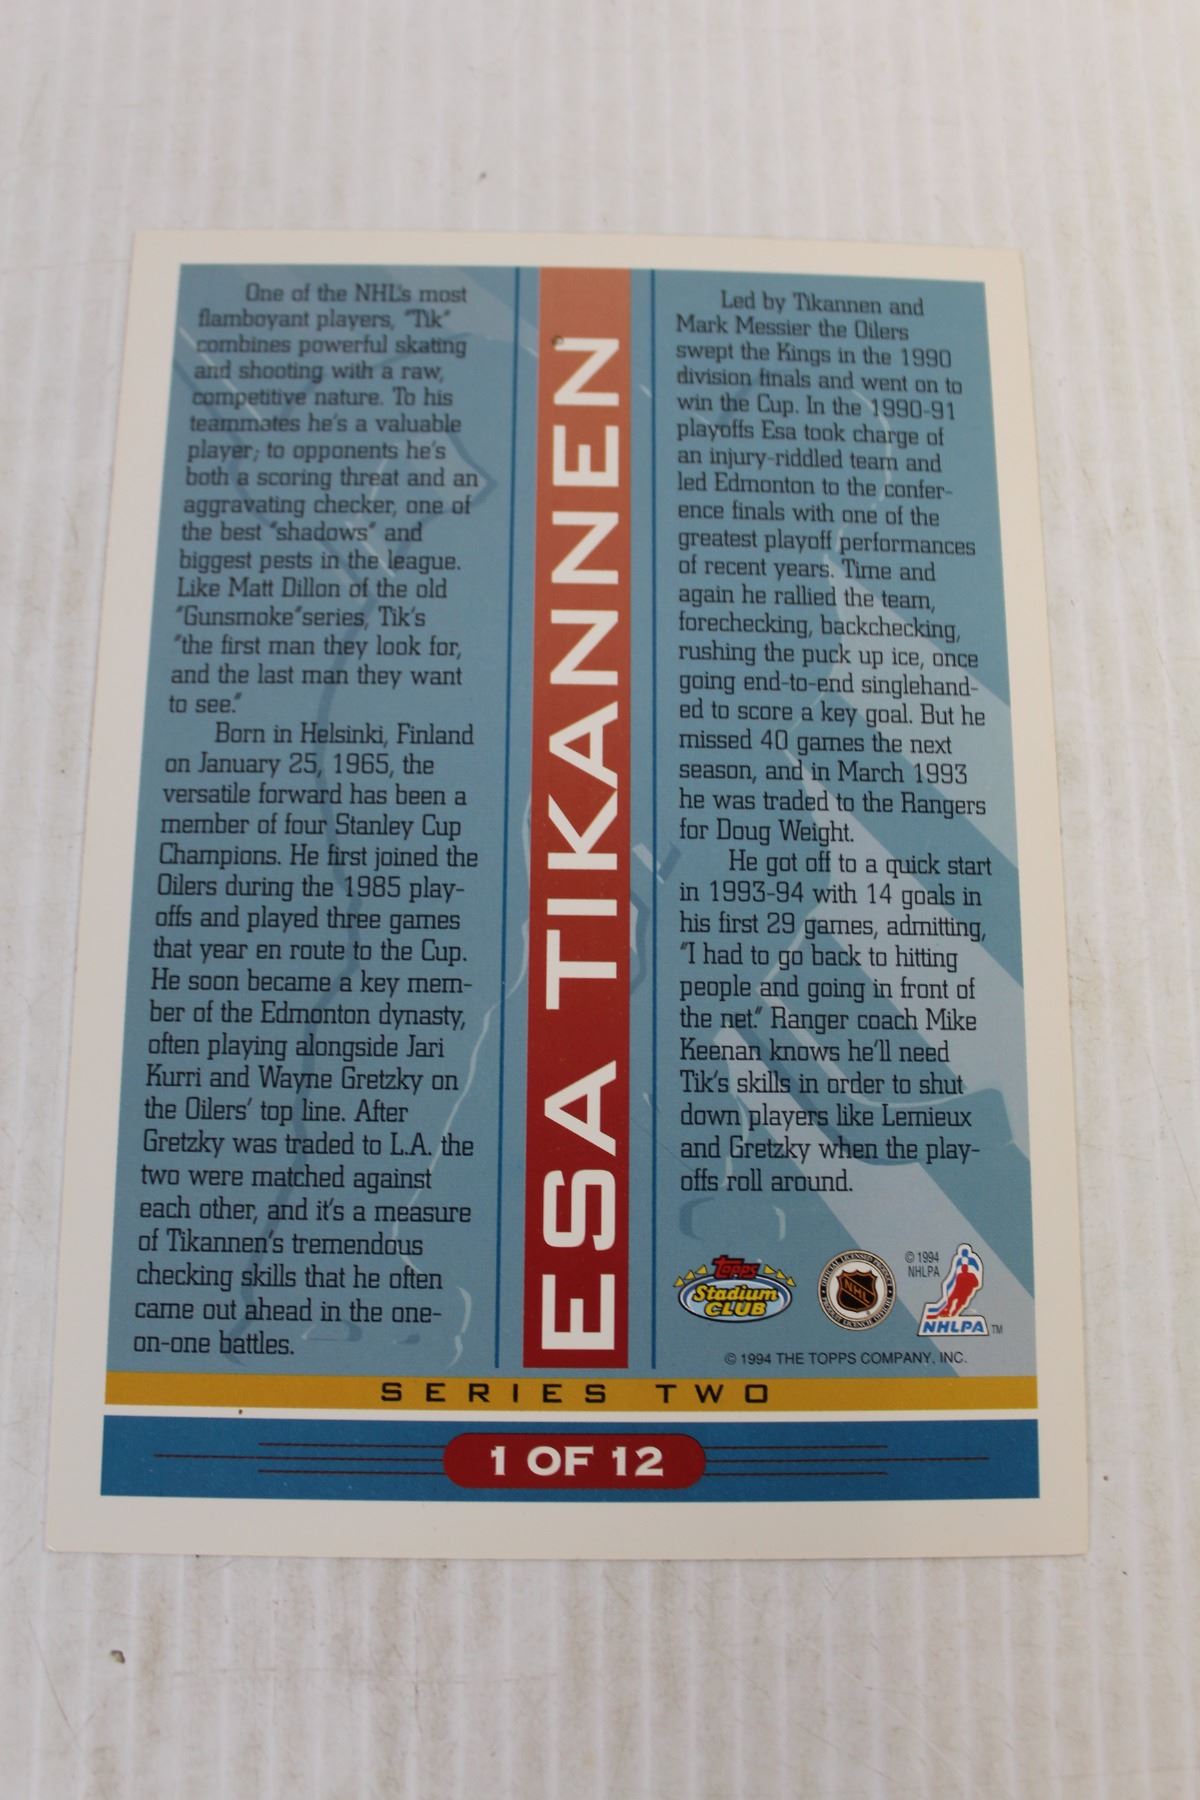 One of the NHL's most
flamboyant players, "Tik"
combines powerful skating
and shooting with a raw,
competitive nature. To his
teammates he's a valuable
player; to opponents he's
both a scoring threat and an
aggravating checker, one of
the best "shadows" and
biggest pests in the league.
Like Matt Dillon of the old
"Gunsmoke" series, Tik's
"the first man they look for,
and the last man they want
to see."
Born in Helsinki, Finland
on January 25, 1965, the
versatile forward has been a
member of four Stanley Cup
Champions. He first joined the
Oilers during the 1985 play-
offs and played three games
that year en route to the Cup.
He soon became a key mem-
ber of the Edmonton dynasty,
often playing alongside Jari
Kurri and Wayne Gretzky on
the Oilers' top line. After
Gretzky was traded to L.A. the
two were matched against
each other, and it's a measure
of Tikannen's tremendous
checking skills that he often
came out ahead in the one-
on-one battles.
ESA TIKANNEN
Led by Tikannen and
Mark Messier the Oilers
swept the Kings in the 1990
division finals and went on to
win the Cup. In the 1990-91
playoffs Esa took charge of
an injury-riddled team and
led Edmonton to the confer-
ence finals with one of the
greatest playoff performances
of recent years. Time and
again he rallied the team,
forechecking, backchecking,
rushing the puck up ice, once
going end-to-end singlehand-
ed to score a key goal. But he
missed 40 games the next
season, and in March 1993
he was traded to the Rangers
for Doug Weight.
He got off to a quick start
in 1993-94 with 14 goals in
his first 29 games, admitting,
"I had to go back to hitting
people and going in front of
the net." Ranger coach Mike
Keenan knows he'll need
Tik's skills in order to shut
down players like Lemieux
and Gretzky when the play-
offs roll around.
Topps
Stadium
CLUB
OFFICIAL LICENSED PRODUCT
NHL
© 1994
NHLPA
NHLPA TM
© 1994 THE TOPPS COMPANY, INC.
SERIES TWO
1 OF 12